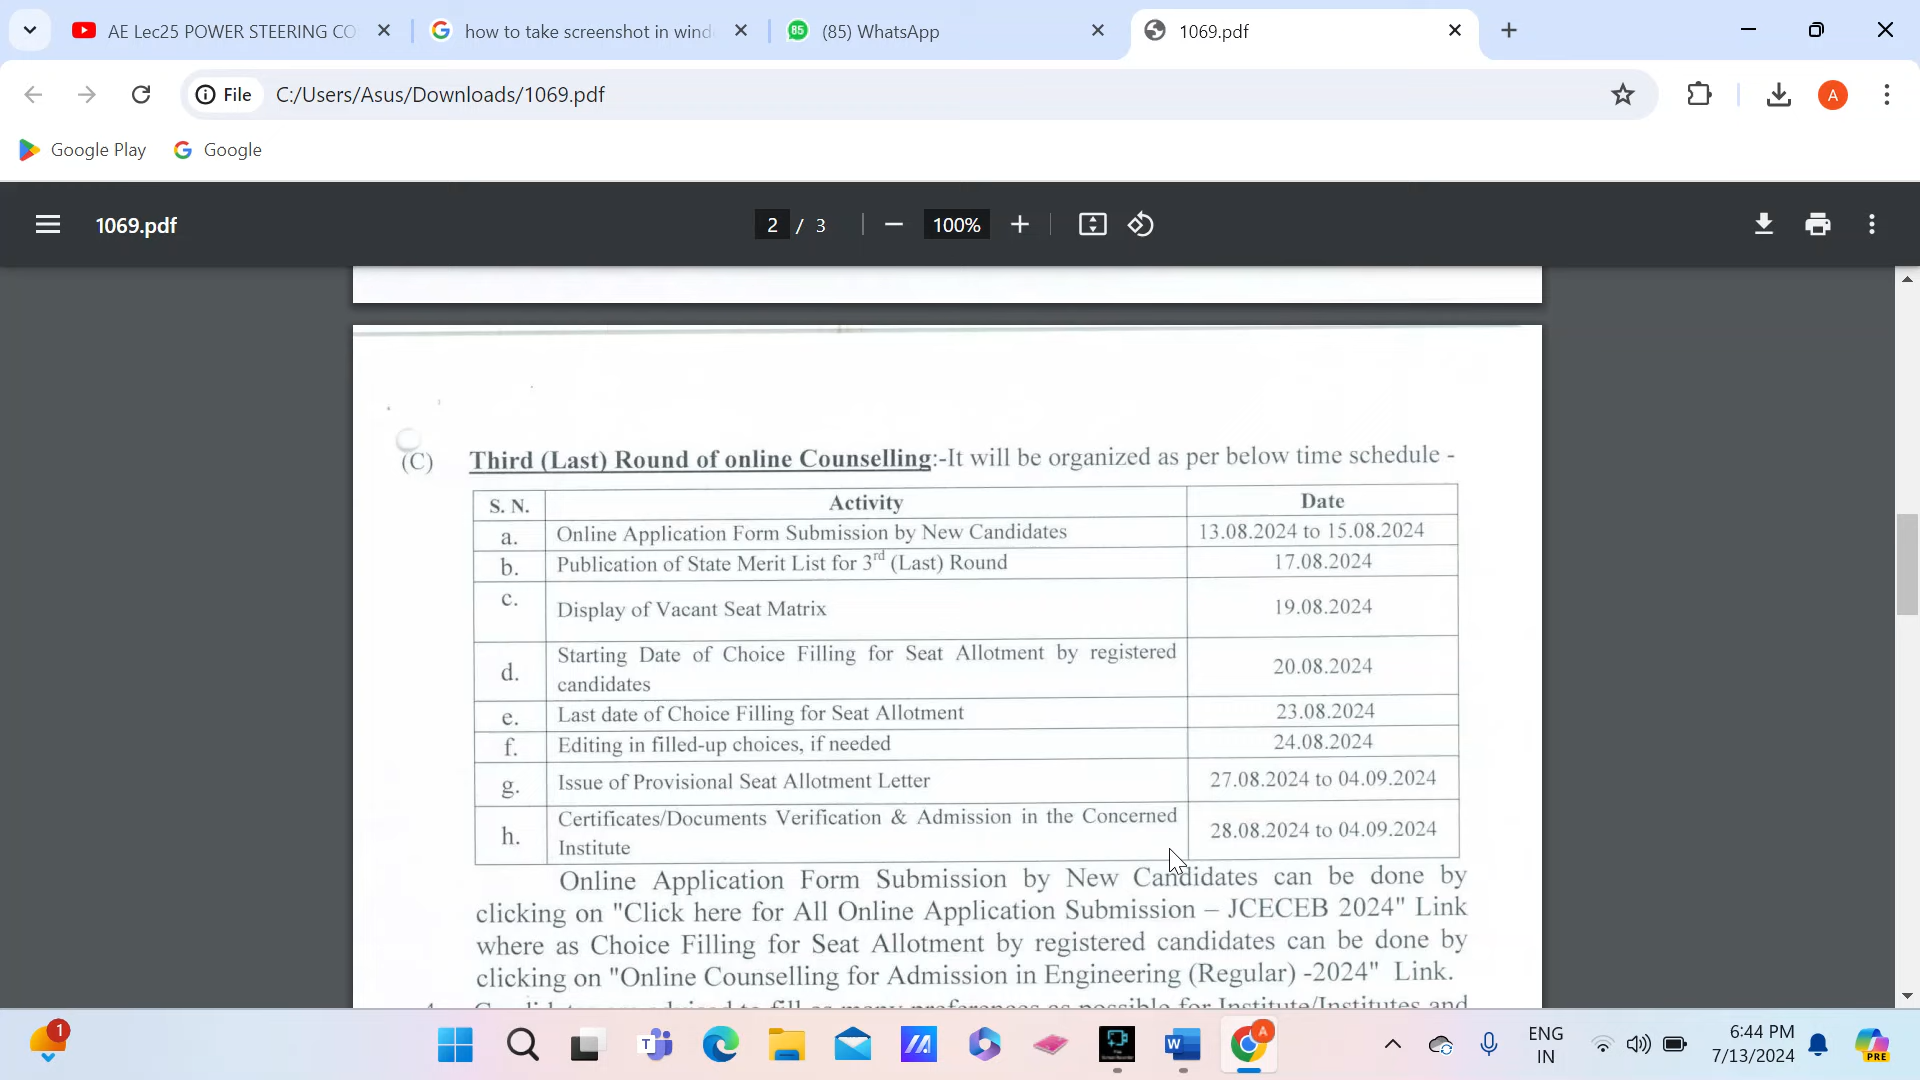 AE Lec25 POWER STEERING CO
how to take screenshot in wind
(85) WhatsApp
1069.pdf
File
C:/Users/Asus/Downloads/1069.pdf
A
Google Play
Google
1069.pdf
2 / 3
100%
(C) Third (Last) Round of online Counselling:-It will be organized as per below time schedule -
S. N. Activity Date
a. Online Application Form Submission by New Candidates 13.08.2024 to 15.08.2024
b. Publication of State Merit List for 3rd (Last) Round 17.08.2024
c. Display of Vacant Seat Matrix 19.08.2024
d. Starting Date of Choice Filling for Seat Allotment by registered
candidates 20.08.2024
e. Last date of Choice Filling for Seat Allotment 23.08.2024
f. Editing in filled-up choices, if needed 24.08.2024
g. Issue of Provisional Seat Allotment Letter 27.08.2024 to 04.09.2024
h. Certificates/Documents Verification & Admission in the Concerned
Institute 28.08.2024 to 04.09.2024
Online Application Form Submission by New Candidates can be done by
clicking on "Click here for All Online Application Submission – JCECEB 2024" Link
where as Choice Filling for Seat Allotment by registered candidates can be done by
clicking on "Online Counselling for Admission in Engineering (Regular) -2024" Link.
1
ENG
IN
6:44 PM
7/13/2024
PRE